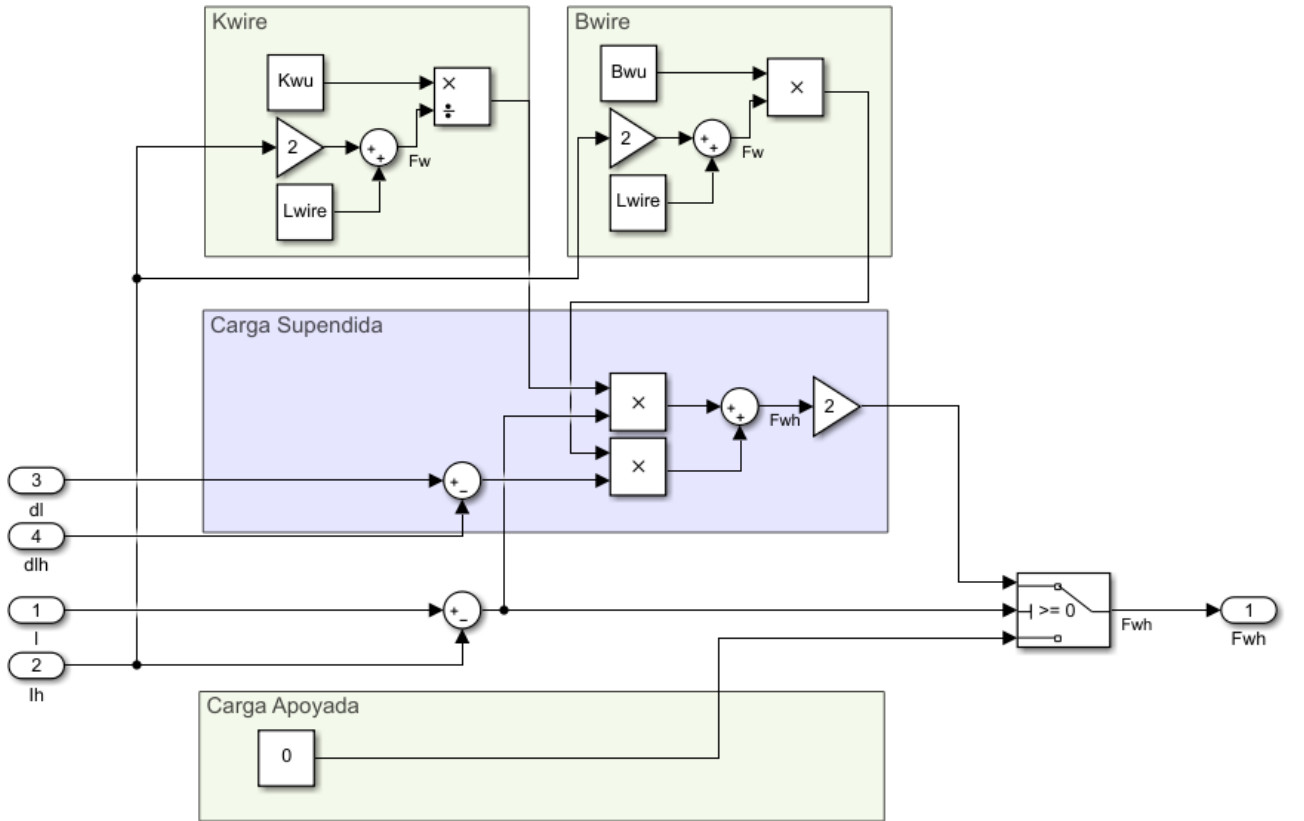 Kwire
Kwu
×
÷
2
+
+
Fw
Lwire
Bwire
Bwu
×
2
+
+
Fw
Lwire
Carga Supendida
×
×
+
+
Fwh
2
3
dl
+
−
4
dlh
1
l
+
−
2
lh
>= 0
Fwh
1
Fwh
Carga Apoyada
0